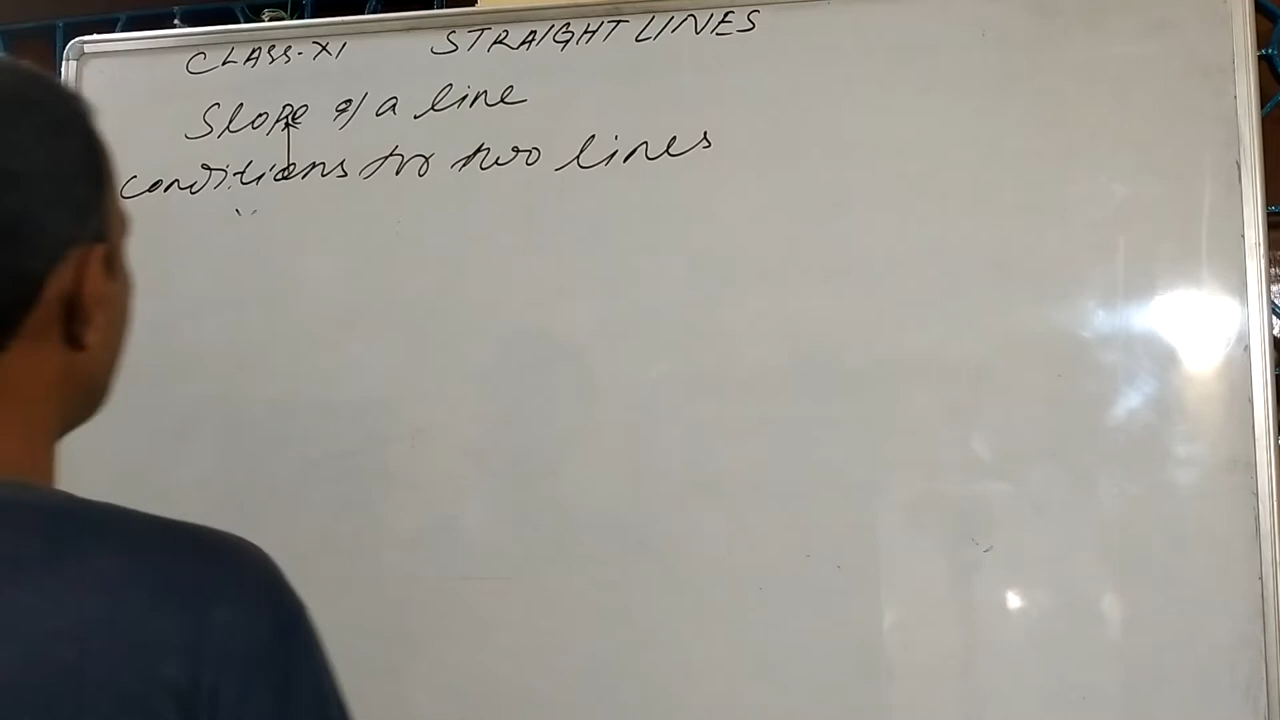 CLASS-XI STRAIGHT LINES
Slope of a line
conditions for two lines